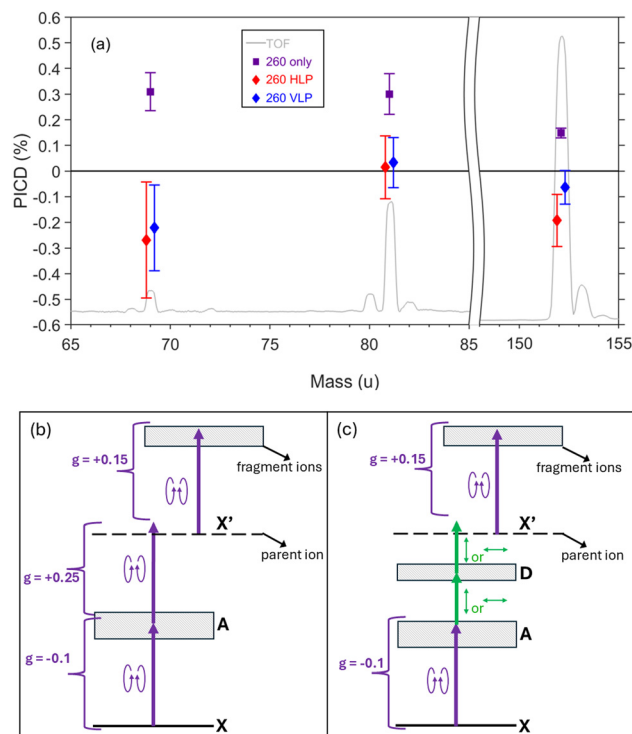 0.6
0.5
0.4
0.3
0.2
0.1
0
-0.1
-0.2
-0.3
-0.4
-0.5
-0.6
PICD (%)
(a)
TOF
260 only
260 HLP
260 VLP
65 70 75 80 85 150 155
Mass (u)
(b)
g = +0.15
fragment ions
X'
parent ion
g = +0.25
A
g = -0.1
X
(c)
g = +0.15
fragment ions
X'
parent ion
or
D
or
A
g = -0.1
X